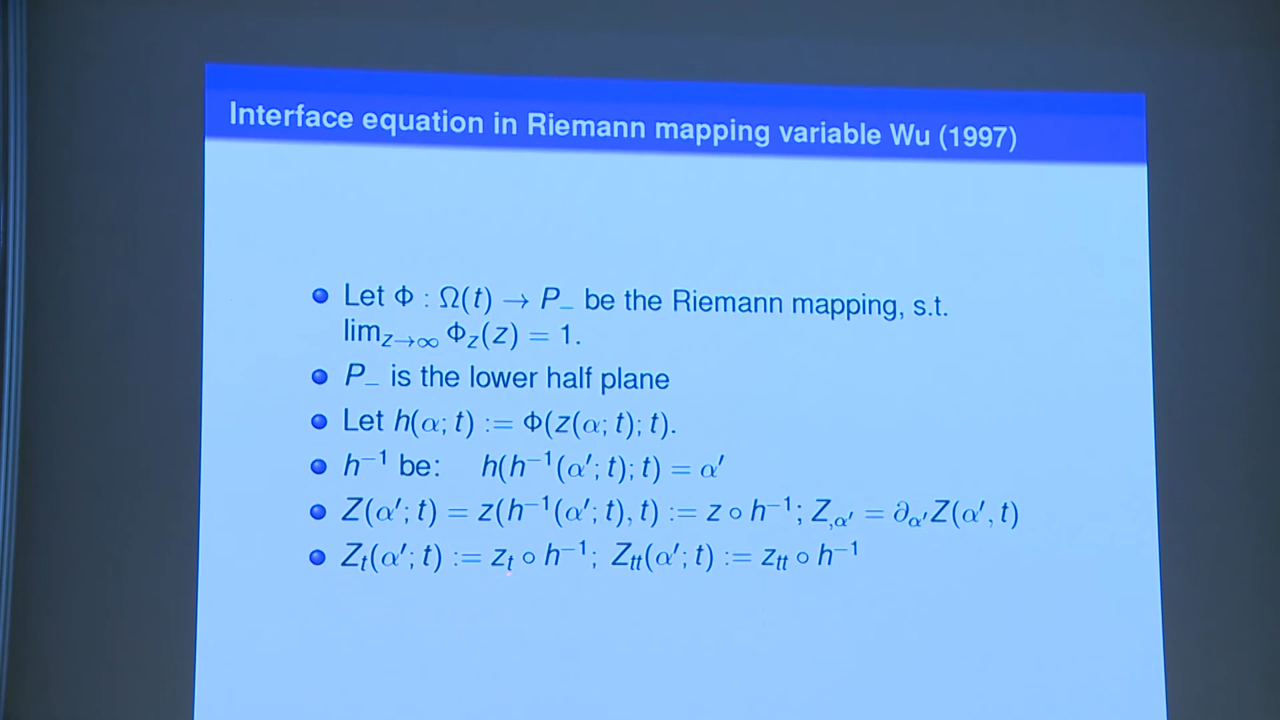 Interface equation in Riemann mapping variable Wu (1997)
Let Φ : Ω(t) → P₋ be the Riemann mapping, s.t.
lim_{z→∞} Φ_z(z) = 1.
P₋ is the lower half plane
Let h(α; t) := Φ(z(α; t); t).
h⁻¹ be: h(h⁻¹(α′; t); t) = α′
Z(α′; t) = z(h⁻¹(α′; t), t) := z ∘ h⁻¹; Z_{,α′} = ∂_{α′}Z(α′, t)
Z_t(α′; t) := z_t ∘ h⁻¹; Z_{tt}(α′; t) := z_{tt} ∘ h⁻¹